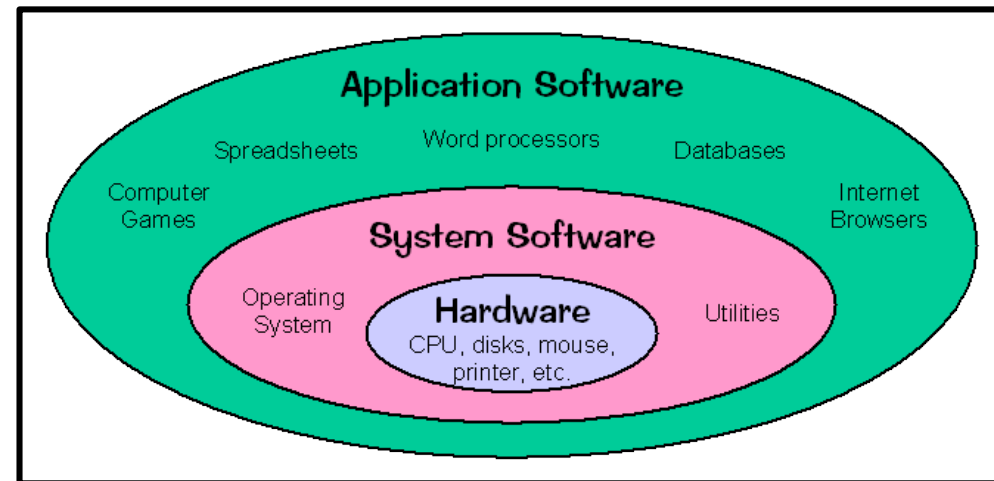 Application Software
Word processors
Spreadsheets
Databases
Computer
Games
Internet
Browsers
System Software
Operating
System
Utilities
Hardware
CPU, disks, mouse,
printer, etc.